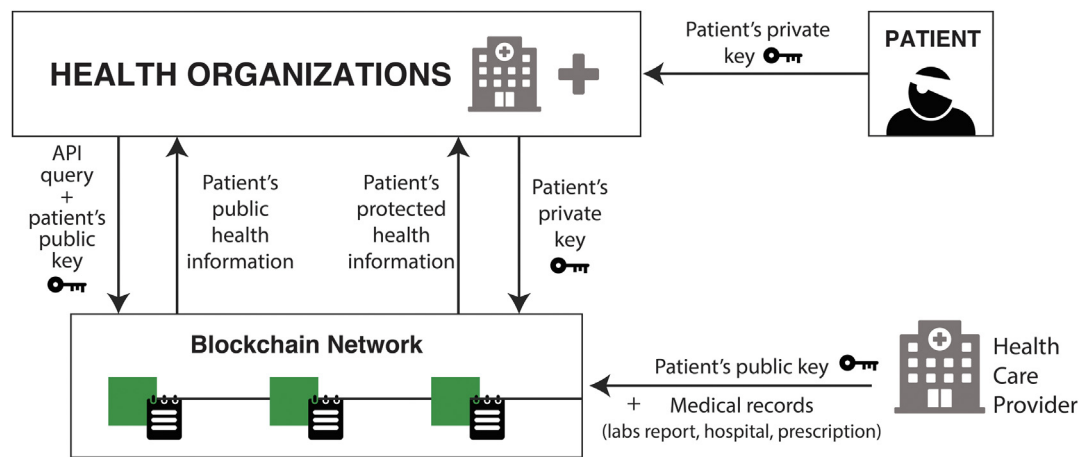 HEALTH ORGANIZATIONS
Patient's private
key
PATIENT
API
query
+
patient's
public
key
Patient's
public
health
information
Patient's
protected
health
information
Patient's
private
key
Blockchain Network
Patient's public key
+ Medical records
(labs report, hospital, prescription)
Health
Care
Provider